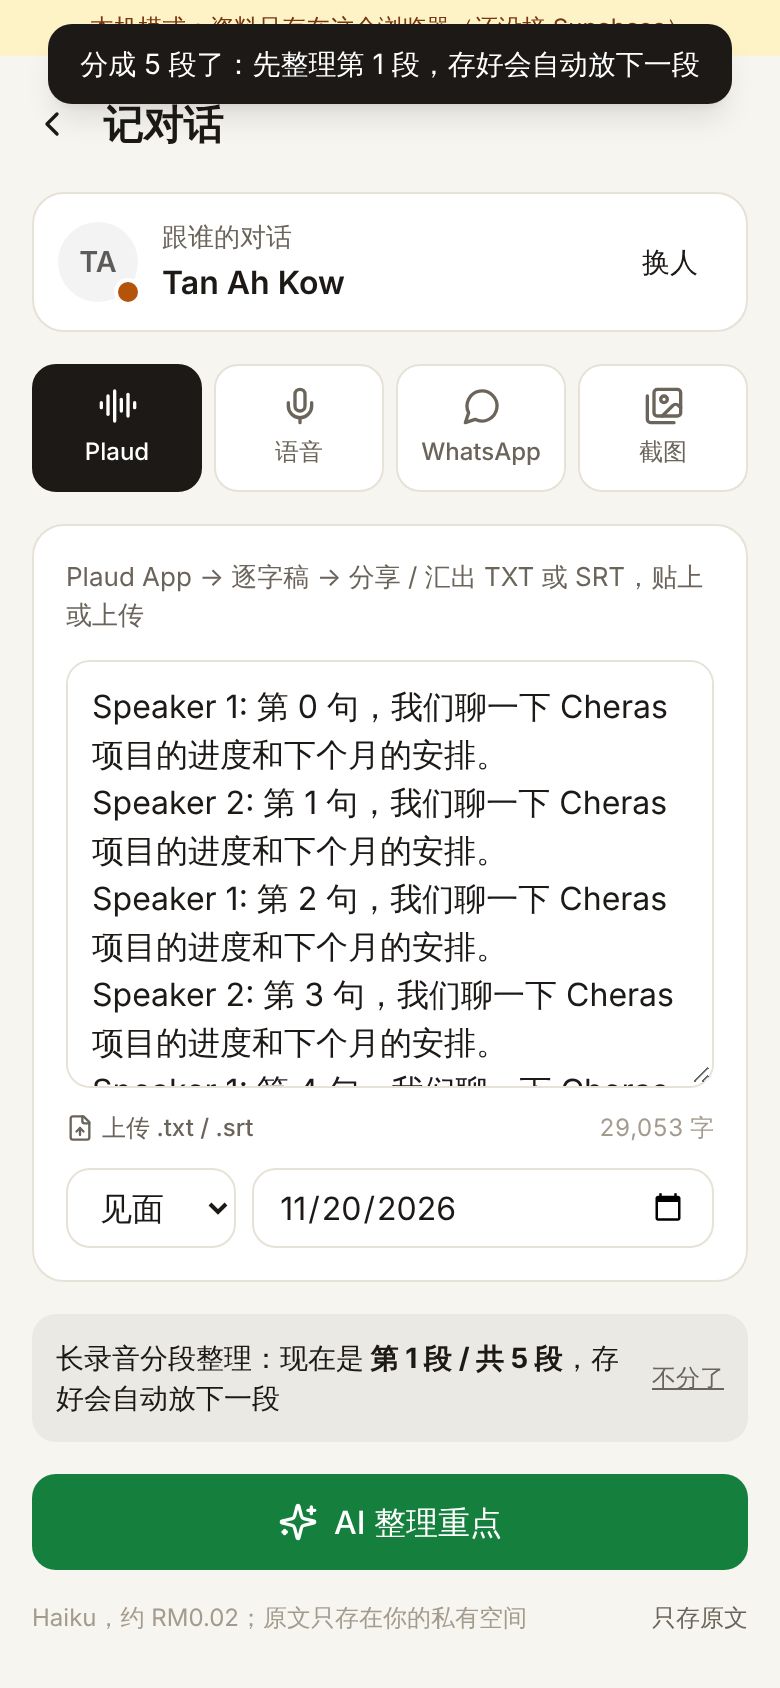 分成 5 段了：先整理第 1 段，存好会自动放下一段
记对话
TA
跟谁的对话
Tan Ah Kow
换人
Plaud
语音
WhatsApp
截图
Plaud App → 逐字稿 → 分享 / 汇出 TXT 或 SRT，贴上
或上传
Speaker 1: 第 0 句，我们聊一下 Cheras
项目的进度和下个月的安排。
Speaker 2: 第 1 句，我们聊一下 Cheras
项目的进度和下个月的安排。
Speaker 1: 第 2 句，我们聊一下 Cheras
项目的进度和下个月的安排。
Speaker 2: 第 3 句，我们聊一下 Cheras
项目的进度和下个月的安排。
Speaker 1: 第 4 句，我们聊一下 Cheras
上传 .txt / .srt
29,053 字
见面
11/20/2026
长录音分段整理：现在是 第 1 段 / 共 5 段，存
好会自动放下一段
不分了
AI 整理重点
Haiku，约 RM0.02；原文只存在你的私有空间
只存原文